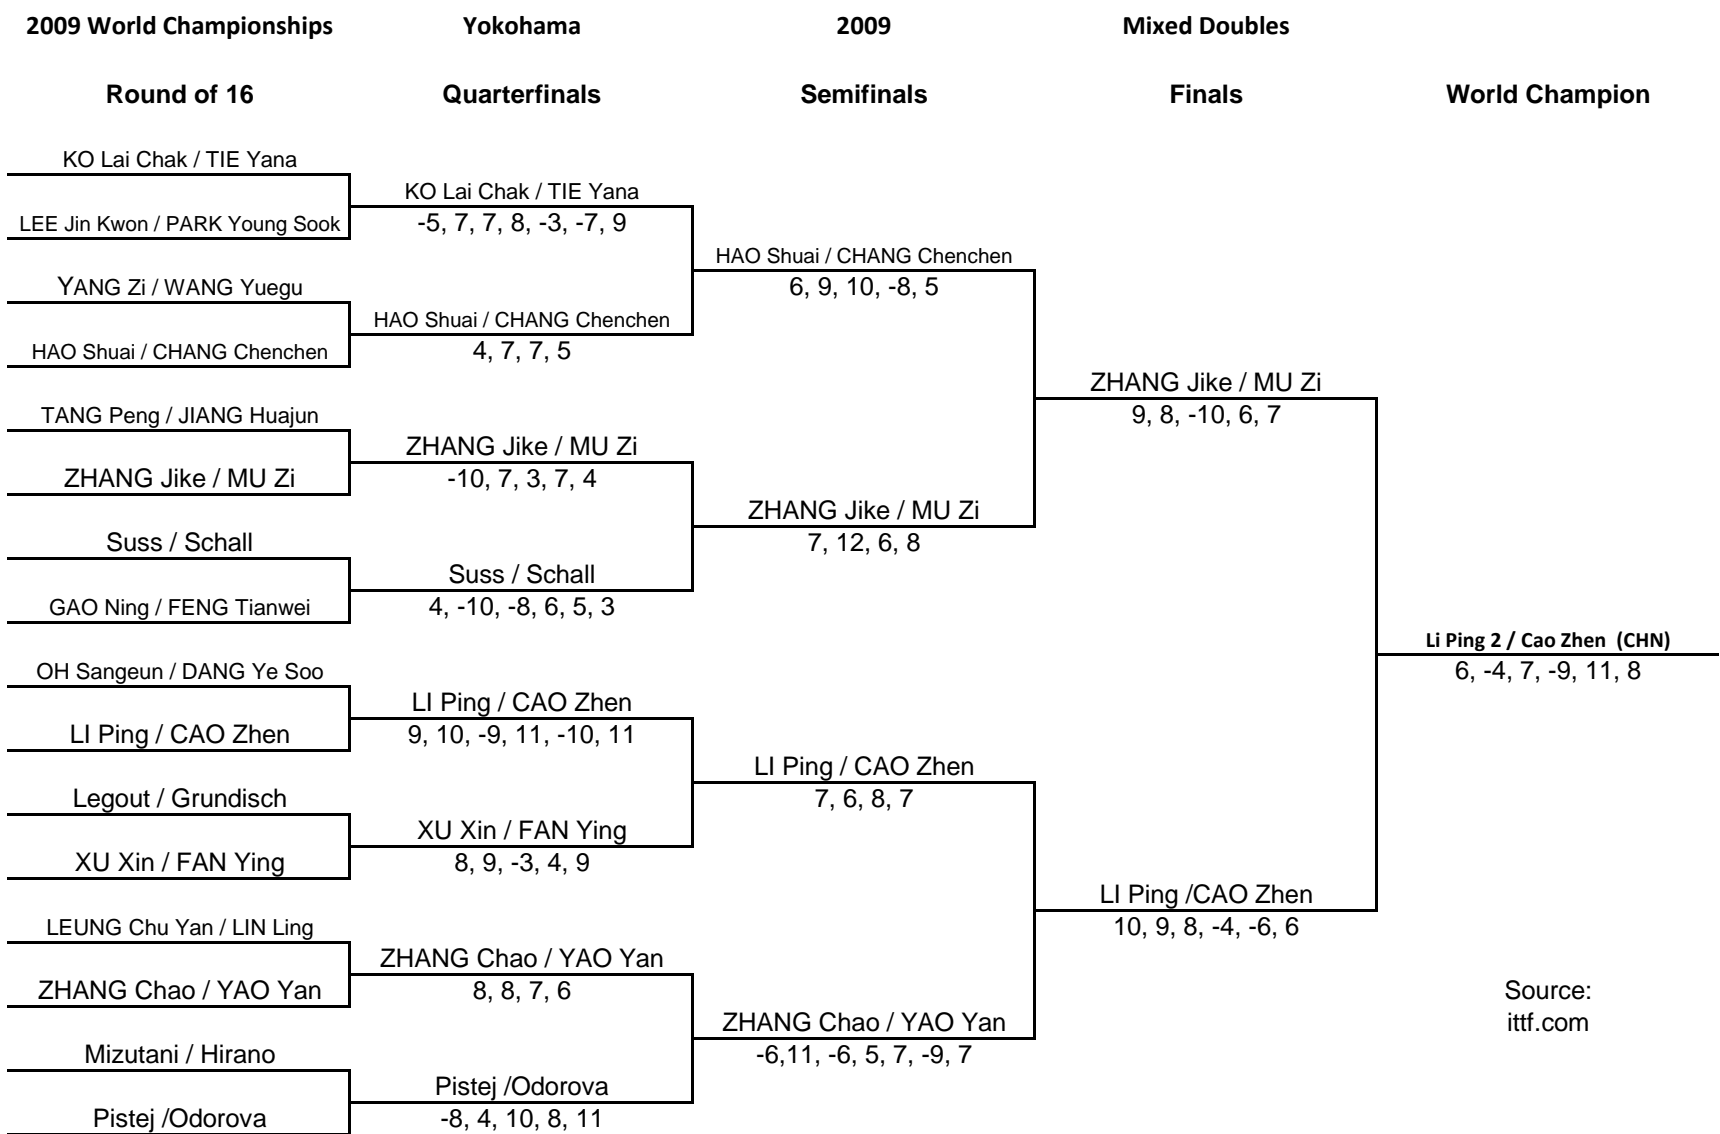 2009 World Championships Yokohama 2009 Mixed Doubles
Round of 16 Quarterfinals Semifinals Finals World Champion
KO Lai Chak / TIE Yana
KO Lai Chak / TIE Yana
LEE Jin Kwon / PARK Young Sook -5, 7, 7, 8, -3, -7, 9
HAO Shuai / CHANG Chenchen
YANG Zi / WANG Yuegu 6, 9, 10, -8, 5
HAO Shuai / CHANG Chenchen
HAO Shuai / CHANG Chenchen 4, 7, 7, 5
ZHANG Jike / MU Zi
TANG Peng / JIANG Huajun 9, 8, -10, 6, 7
ZHANG Jike / MU Zi
ZHANG Jike / MU Zi -10, 7, 3, 7, 4
ZHANG Jike / MU Zi
Suss / Schall 7, 12, 6, 8
Suss / Schall
GAO Ning / FENG Tianwei 4, -10, -8, 6, 5, 3
Li Ping 2 / Cao Zhen (CHN)
OH Sangeun / DANG Ye Soo 6, -4, 7, -9, 11, 8
LI Ping / CAO Zhen
LI Ping / CAO Zhen 9, 10, -9, 11, -10, 11
LI Ping / CAO Zhen
Legout / Grundisch 7, 6, 8, 7
XU Xin / FAN Ying
XU Xin / FAN Ying 8, 9, -3, 4, 9
LI Ping /CAO Zhen
LEUNG Chu Yan / LIN Ling 10, 9, 8, -4, -6, 6
ZHANG Chao / YAO Yan
ZHANG Chao / YAO Yan 8, 8, 7, 6 Source:
ZHANG Chao / YAO Yan ittf.com
Mizutani / Hirano -6,11, -6, 5, 7, -9, 7
Pistej /Odorova
Pistej /Odorova -8, 4, 10, 8, 11